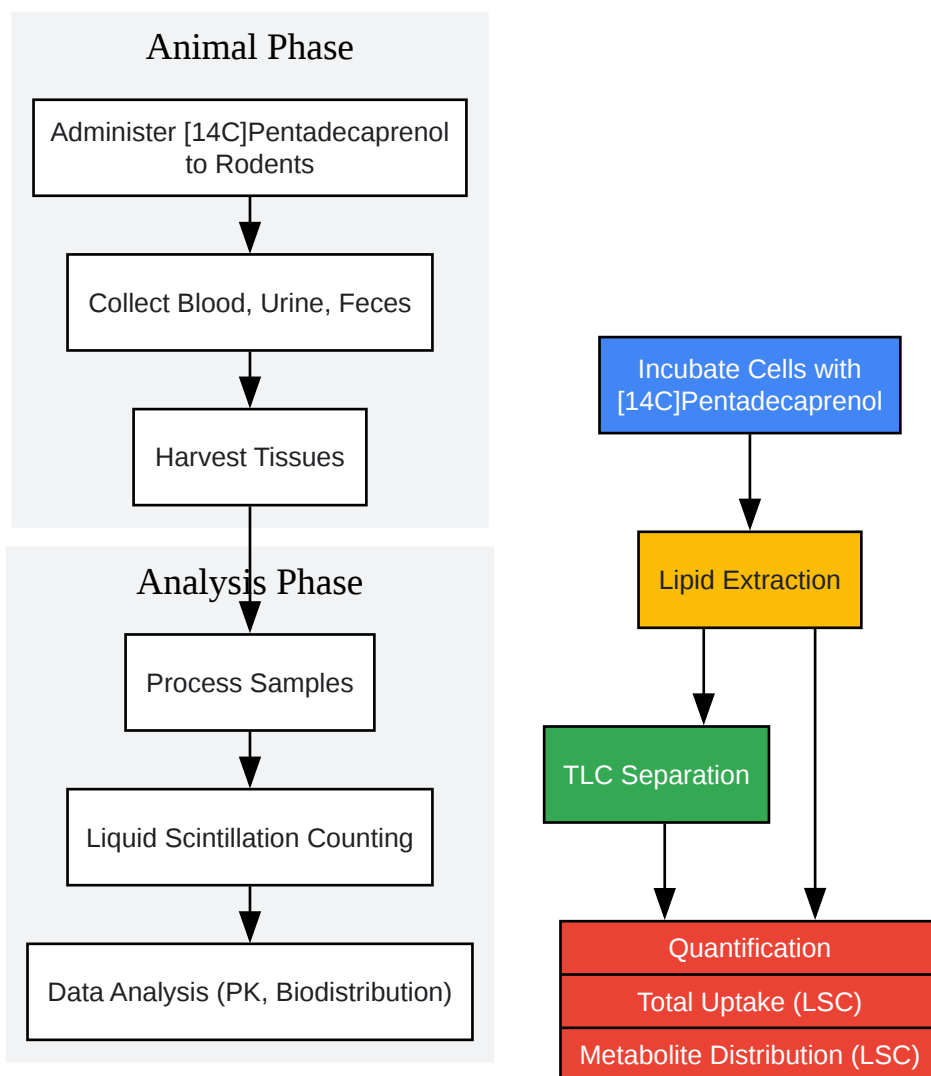 Animal Phase
Administer [14C]Pentadecaprenol
to Rodents
Collect Blood, Urine, Feces
Harvest Tissues
Analysis Phase
Process Samples
Liquid Scintillation Counting
Data Analysis (PK, Biodistribution)
Incubate Cells with
[14C]Pentadecaprenol
Lipid Extraction
TLC Separation
Quantification
Total Uptake (LSC)
Metabolite Distribution (LSC)